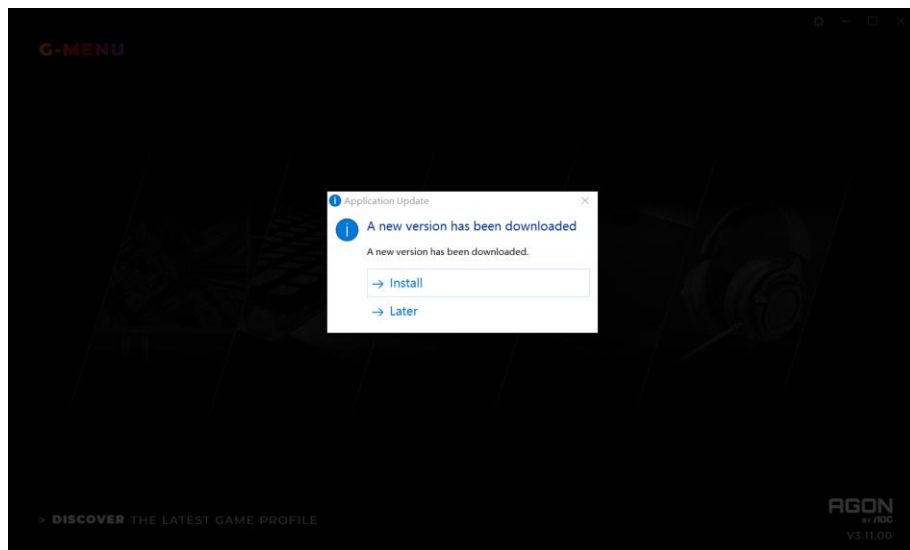 G-MENU
Application Update
A new version has been downloaded
A new version has been downloaded.
→ Install
→ Later
> DISCOVER THE LATEST GAME PROFILE
AGON
BY AOC
V3.11.00